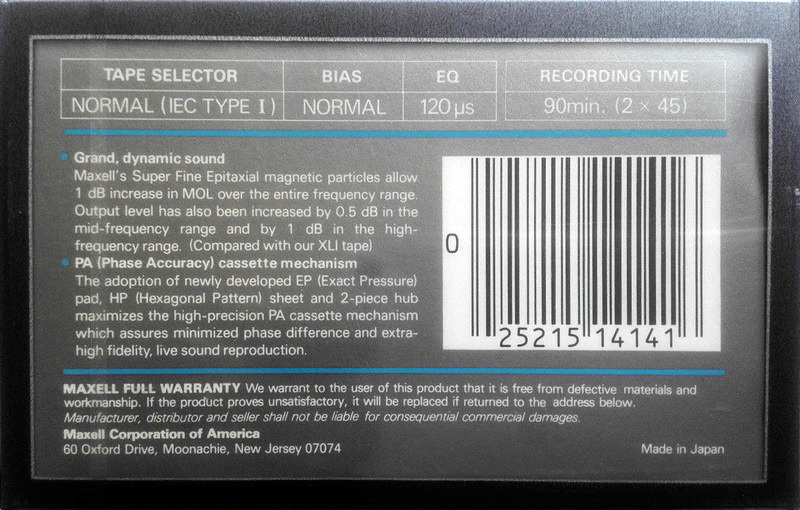 TAPE SELECTOR BIAS EQ RECORDING TIME
NORMAL (IEC TYPE I) NORMAL 120 μs 90min. (2 × 45)
• Grand, dynamic sound
Maxell's Super Fine Epitaxial magnetic particles allow
1 dB increase in MOL over the entire frequency range.
Output level has also been increased by 0.5 dB in the
mid-frequency range and by 1 dB in the high-
frequency range. (Compared with our XLI tape)
• PA (Phase Accuracy) cassette mechanism
The adoption of newly developed EP (Exact Pressure)
pad, HP (Hexagonal Pattern) sheet and 2-piece hub
maximizes the high-precision PA cassette mechanism
which assures minimized phase difference and extra-
high fidelity, live sound reproduction.
0 25215 14141
MAXELL FULL WARRANTY We warrant to the user of this product that it is free from defective materials and
workmanship. If the product proves unsatisfactory, it will be replaced if returned to the address below.
Manufacturer, distributor and seller shall not be liable for consequential commercial damages.
Maxell Corporation of America
60 Oxford Drive, Moonachie, New Jersey 07074
Made in Japan